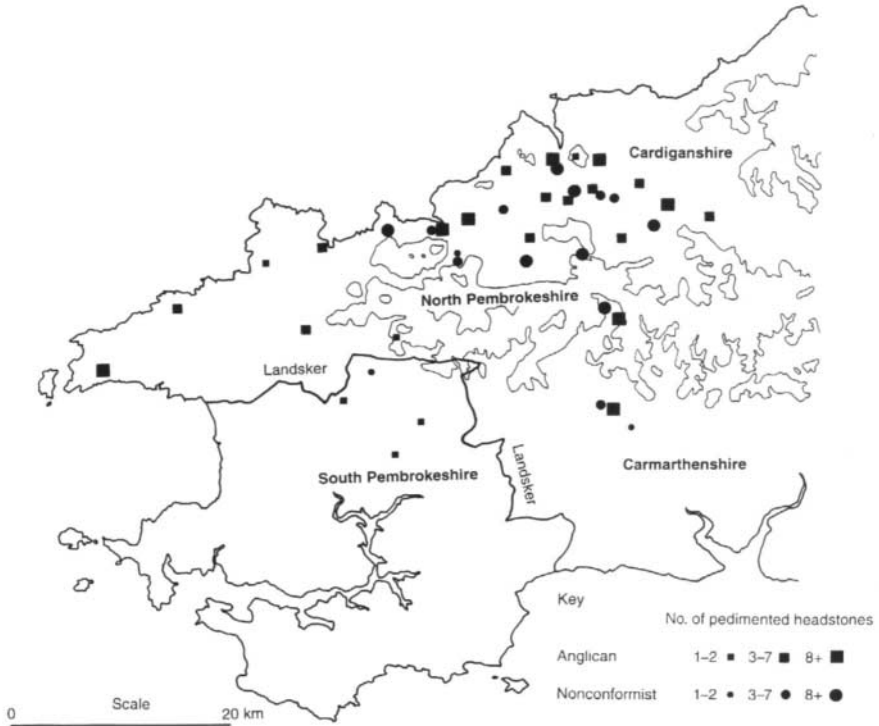 Cardiganshire
North Pembrokeshire
Landsker
South Pembrokeshire
Landsker
Carmarthenshire
Key
No. of pedimented headstones
Anglican 1–2 3–7 8+
Nonconformist 1–2 3–7 8+
0 Scale 20 km